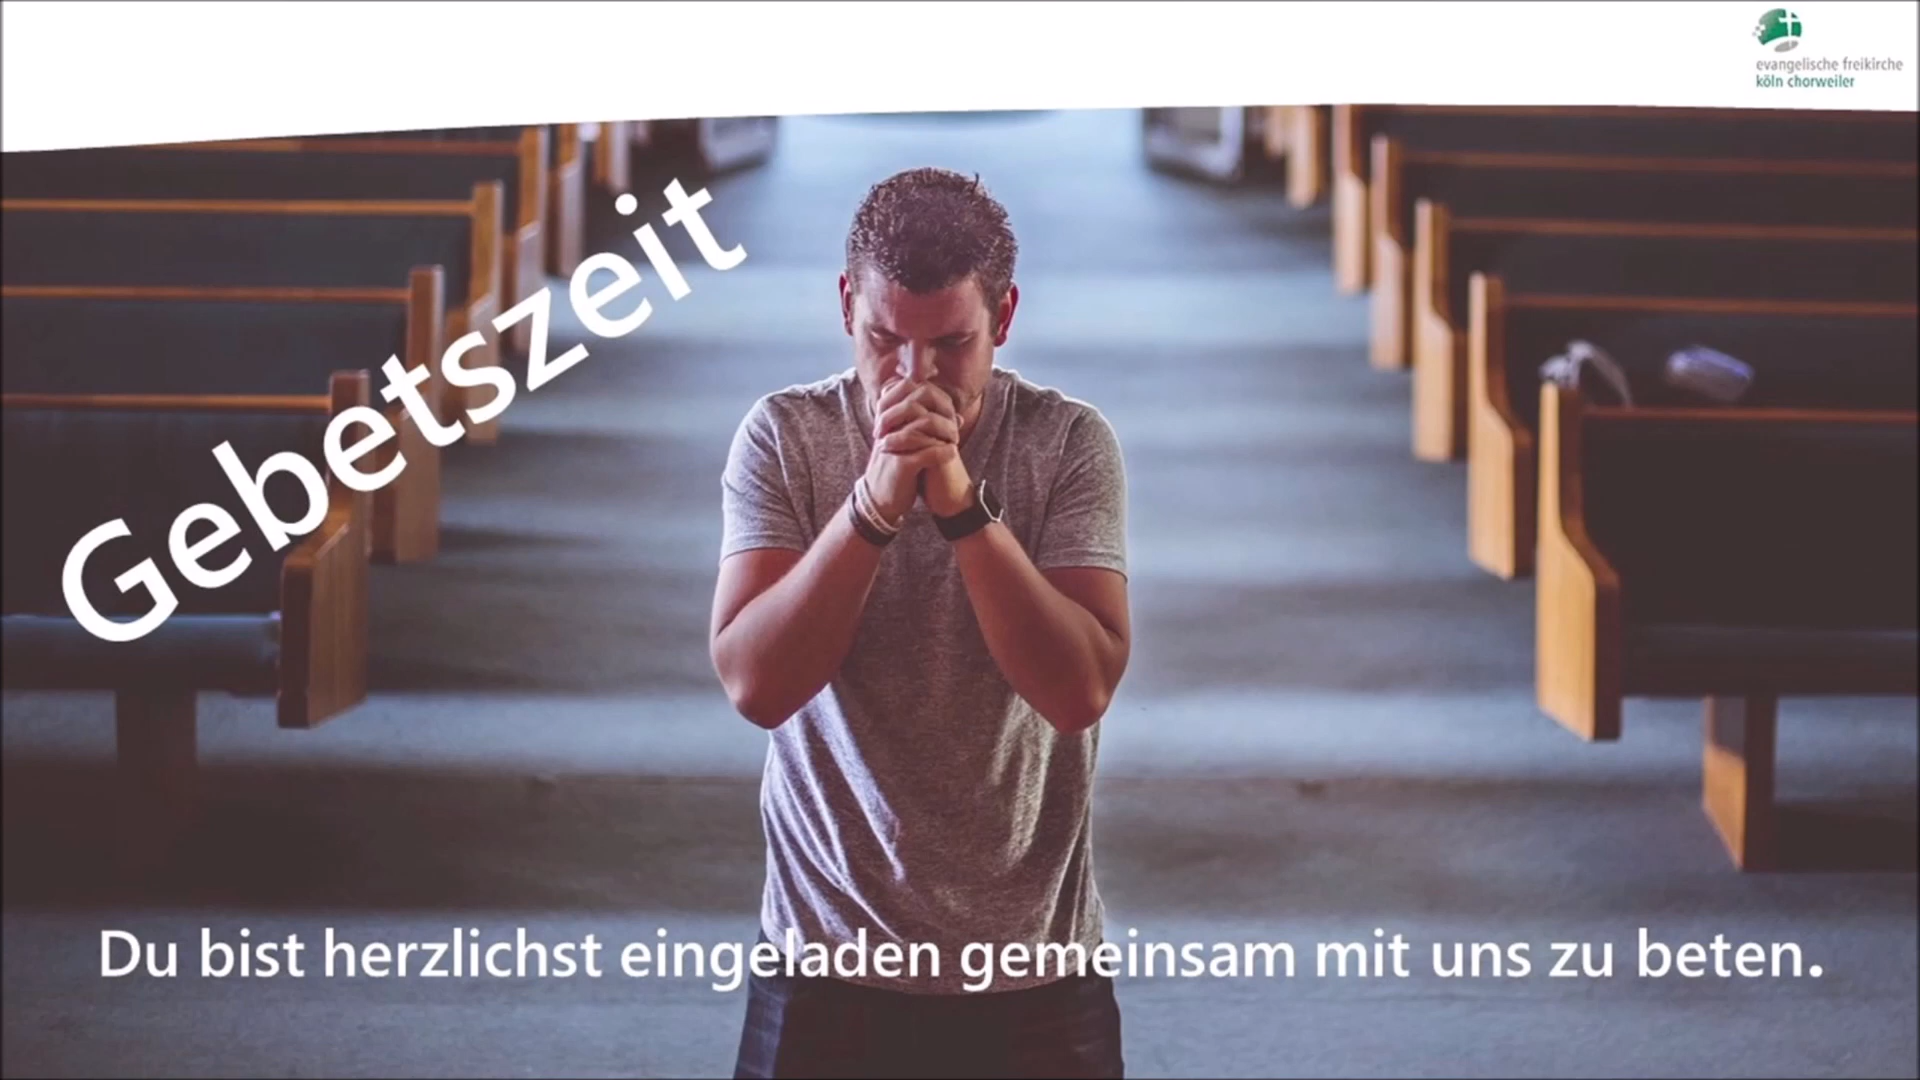 evangelische freikirche
köln chorweiler
Gebetszeit
Du bist herzlichst eingeladen gemeinsam mit uns zu beten.